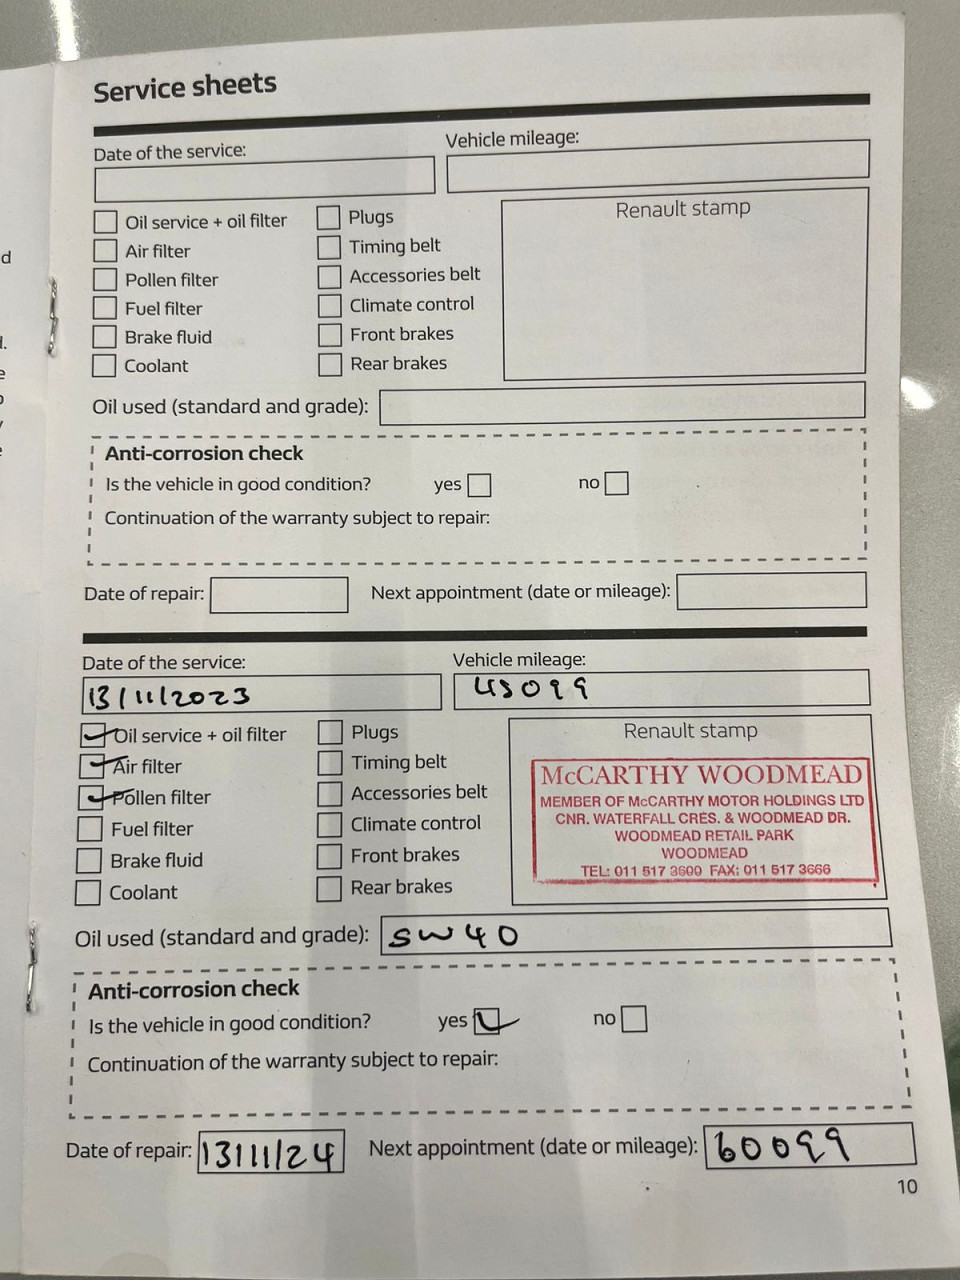 Service sheets
Date of the service:
Vehicle mileage:
Oil service + oil filter
Air filter
Pollen filter
Fuel filter
Brake fluid
Coolant
Plugs
Timing belt
Accessories belt
Climate control
Front brakes
Rear brakes
Renault stamp
Oil used (standard and grade):
Anti-corrosion check
Is the vehicle in good condition? yes no
Continuation of the warranty subject to repair:
Date of repair: Next appointment (date or mileage):
Date of the service:
13/11/2023
Vehicle mileage:
45099
Oil service + oil filter
Air filter
Pollen filter
Fuel filter
Brake fluid
Coolant
Plugs
Timing belt
Accessories belt
Climate control
Front brakes
Rear brakes
Renault stamp
McCARTHY WOODMEAD
MEMBER OF McCARTHY MOTOR HOLDINGS LTD
CNR. WATERFALL CRES. & WOODMEAD DR.
WOODMEAD RETAIL PARK
WOODMEAD
TEL: 011 517 3600 FAX: 011 517 3666
Oil used (standard and grade): 5W40
Anti-corrosion check
Is the vehicle in good condition? yes no
Continuation of the warranty subject to repair:
Date of repair: 13/11/24 Next appointment (date or mileage): 60099
10